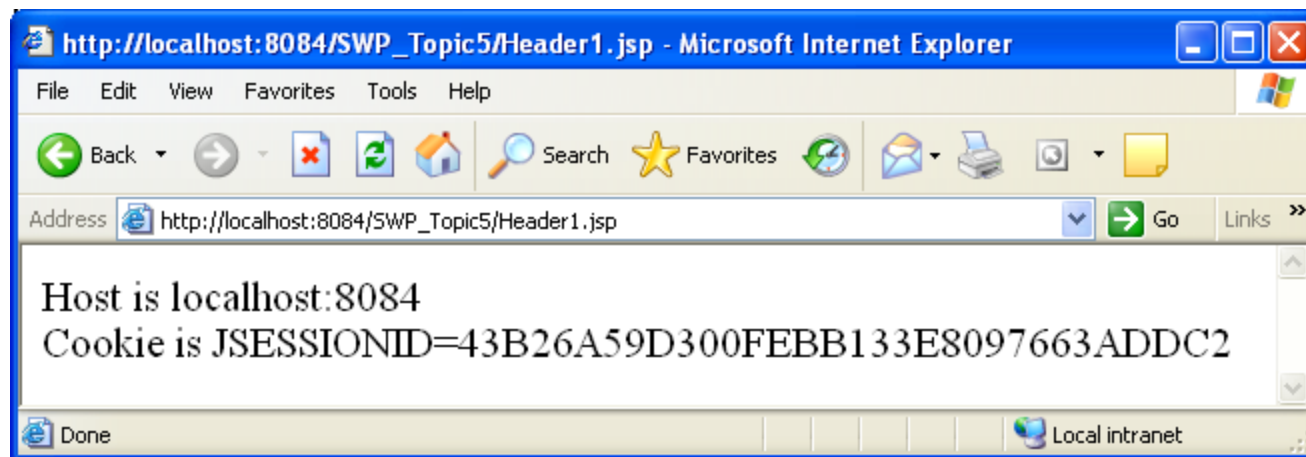 http://localhost:8084/SWP_Topic5/Header1.jsp - Microsoft Internet Explorer
File Edit View Favorites Tools Help
Back Search Favorites
Address http://localhost:8084/SWP_Topic5/Header1.jsp Go Links »
Host is localhost:8084
Cookie is JSESSIONID=43B26A59D300FEBB133E8097663ADDC2
Done Local intranet